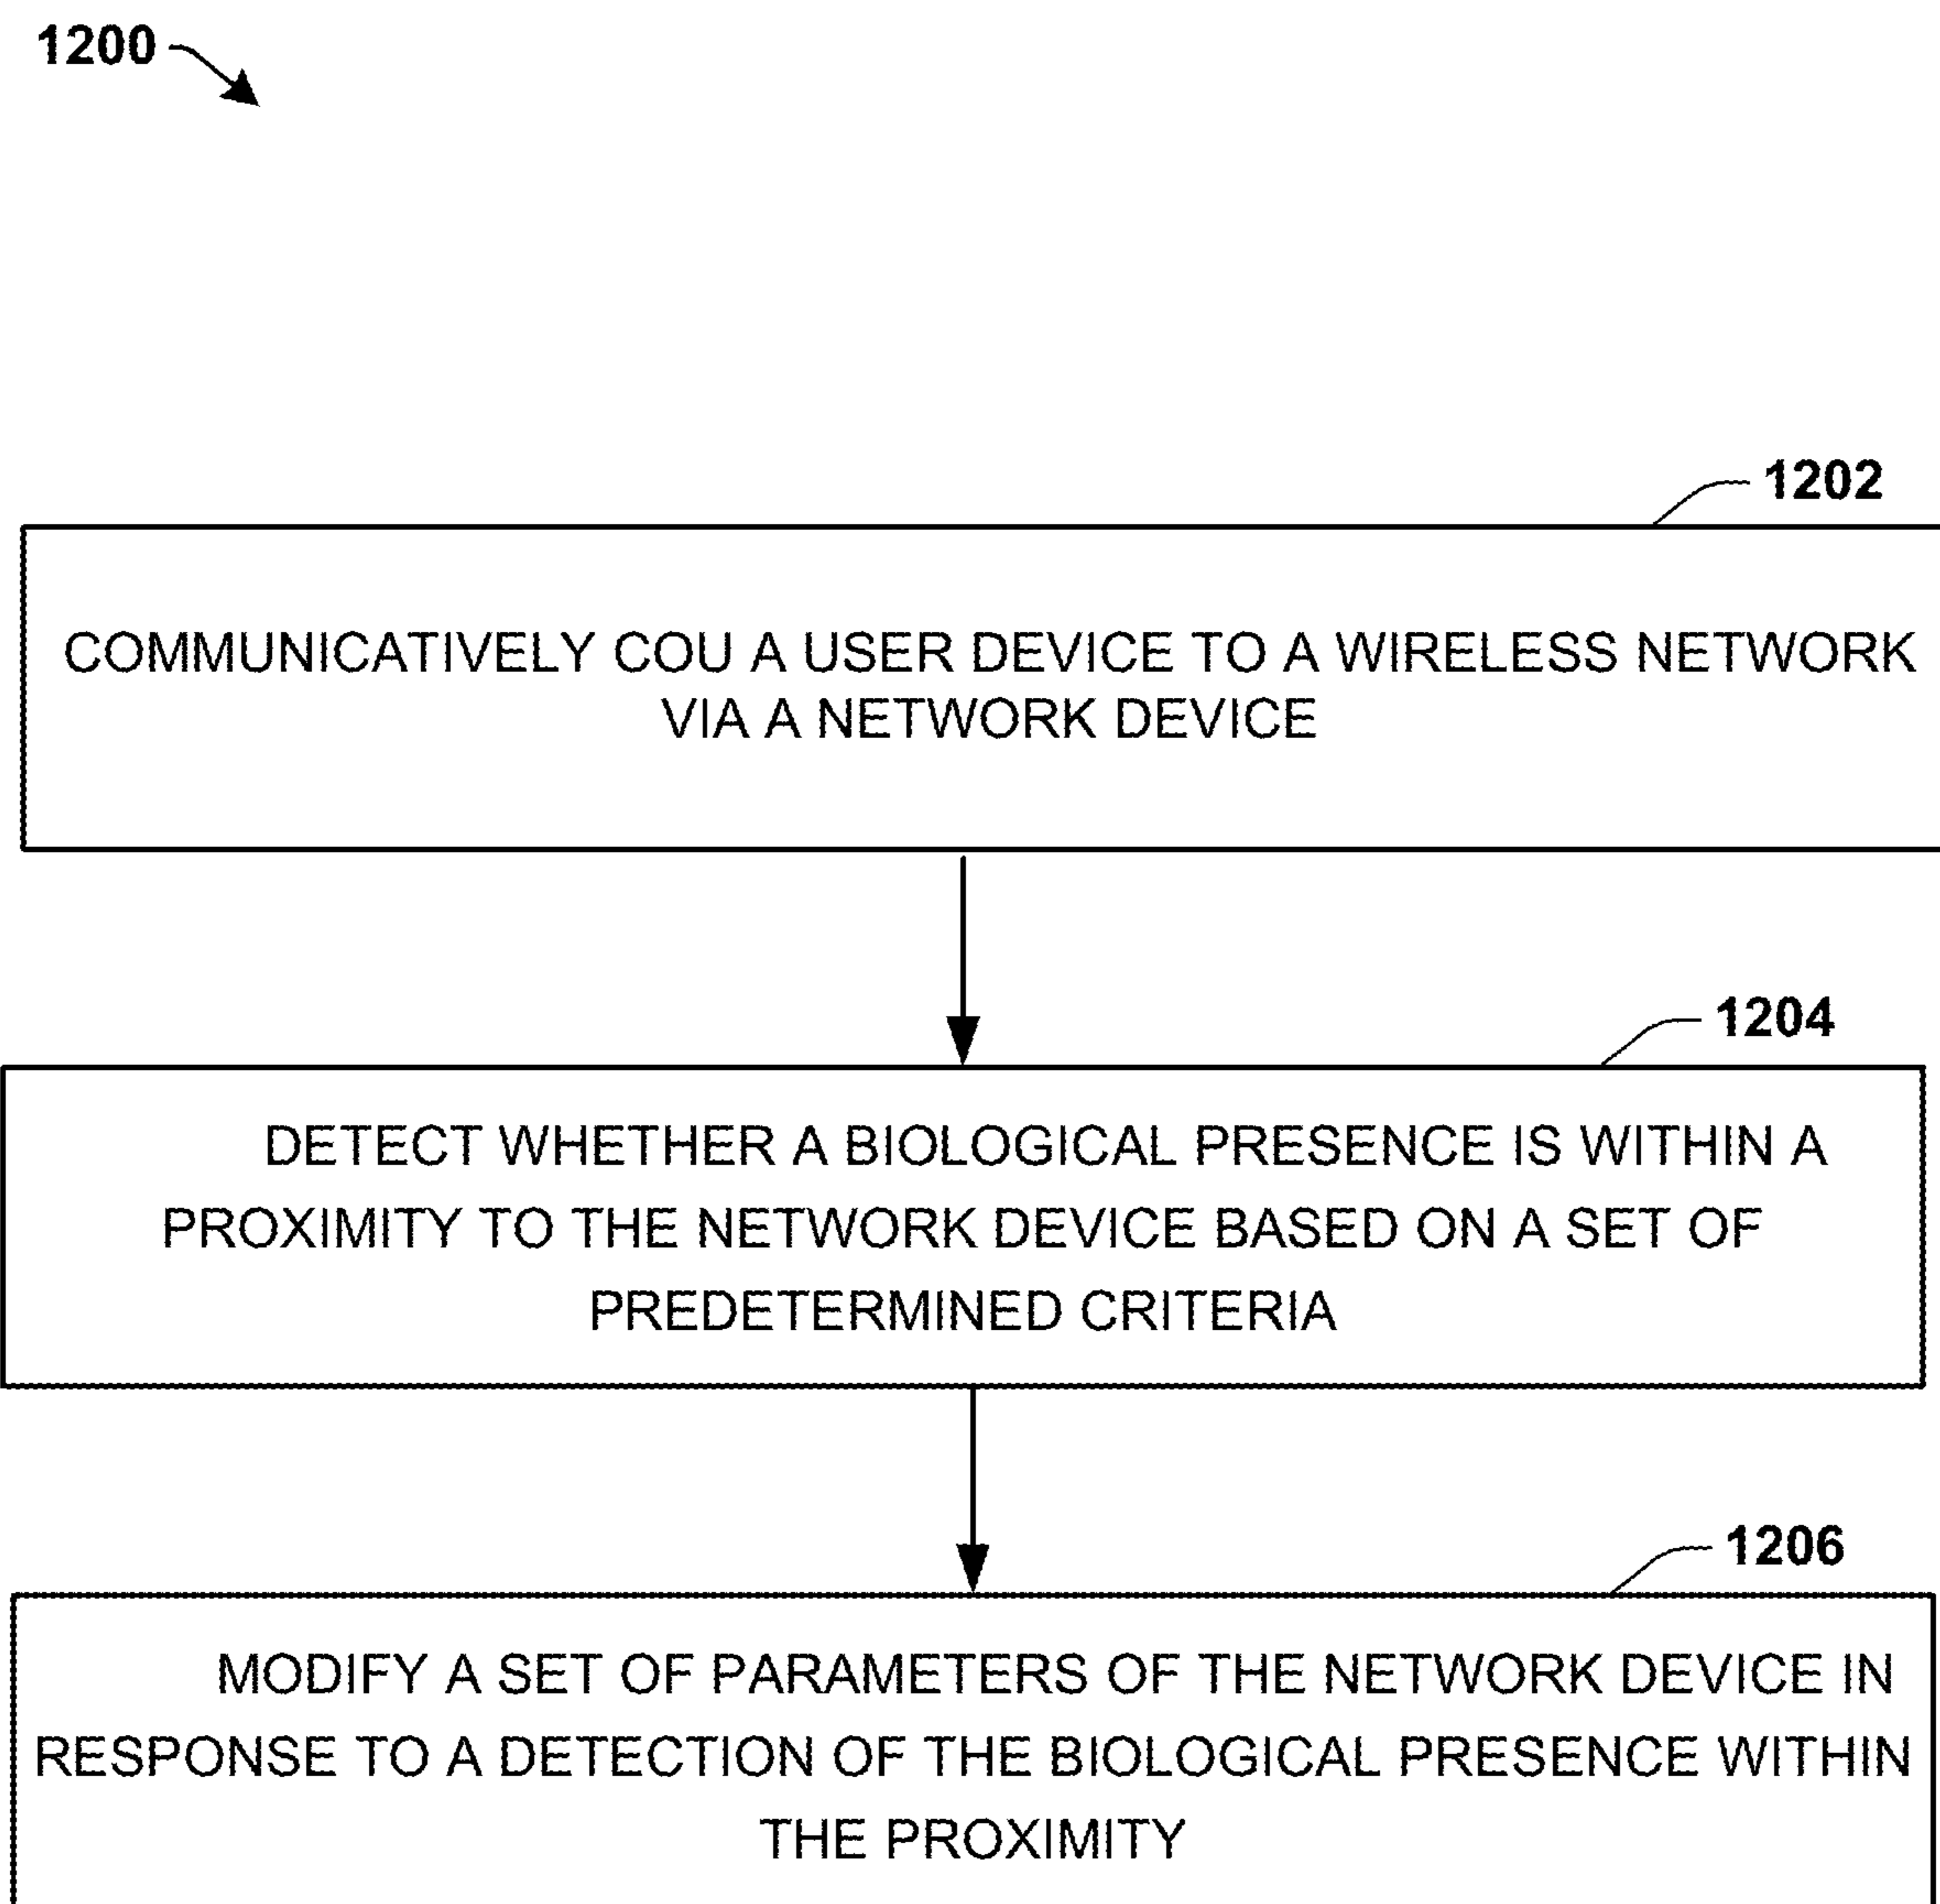 1200
1202
COMMUNICATIVELY COU A USER DEVICE TO A WIRELESS NETWORK
VIA A NETWORK DEVICE
1204
DETECT WHETHER A BIOLOGICAL PRESENCE IS WITHIN A
PROXIMITY TO THE NETWORK DEVICE BASED ON A SET OF
PREDETERMINED CRITERIA
1206
MODIFY A SET OF PARAMETERS OF THE NETWORK DEVICE IN
RESPONSE TO A DETECTION OF THE BIOLOGICAL PRESENCE WITHIN
THE PROXIMITY